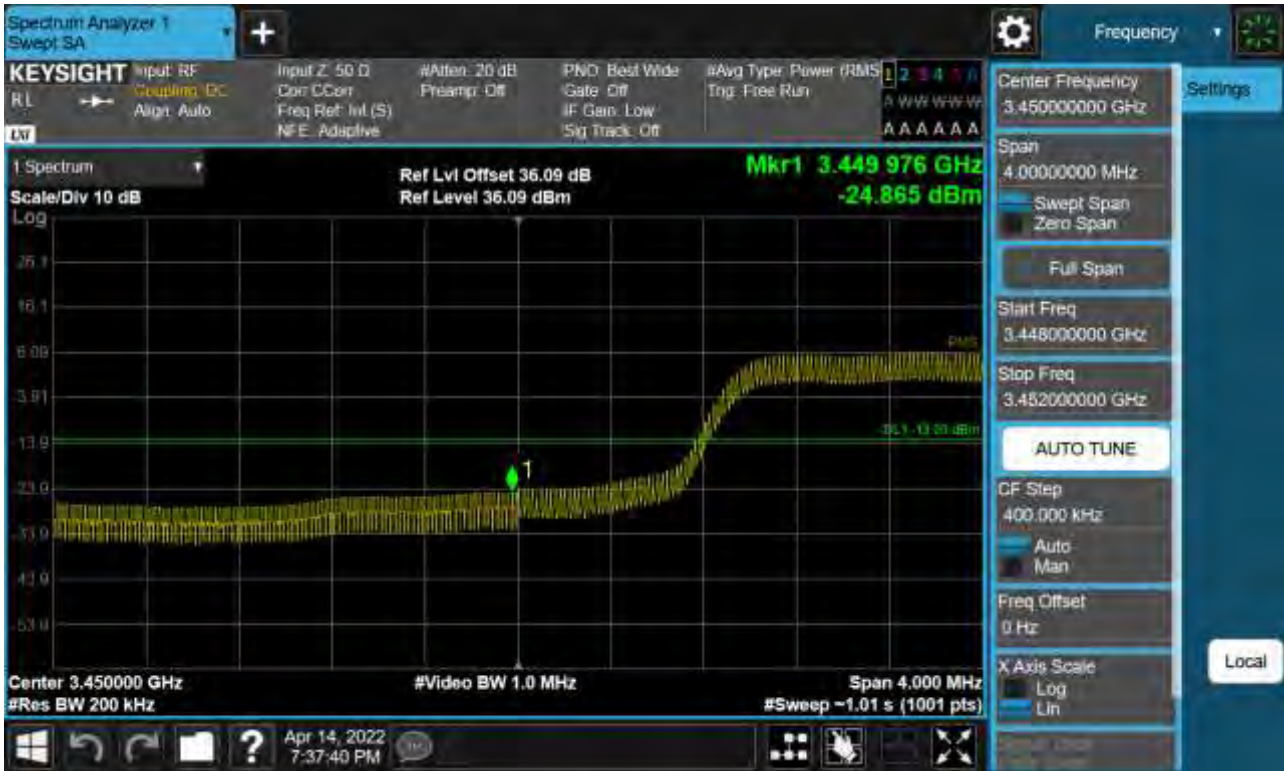 Spectrum Analyzer 1
Swept SA
+
Frequency
KEYSIGHT
RL
Input: RF
Coupling: DC
Align: Auto
Input Z: 50 Ω
Corr CCorr
Freq Ref: Int (S)
NFE: Adaptive
#Atten: 20 dB
Preamp: Off
PNO: Best Wide
Gate: Off
IF Gain: Low
Sig Track: Off
#Avg Type: Power (RMS
Trig: Free Run
1 2 3 4 5 6
A W W W W W
A A A A A A
LXI
1 Spectrum
Scale/Div 10 dB
Log
Ref Lvl Offset 36.09 dB
Ref Level 36.09 dBm
Mkr1 3.449 976 GHz
-24.865 dBm
26.1
16.1
6.09
-3.91
-13.9
-23.9
-33.9
-43.9
-53.9
1
Center 3.450000 GHz
#Res BW 200 kHz
#Video BW 1.0 MHz
Span 4.000 MHz
#Sweep ~1.01 s (1001 pts)
Center Frequency
3.450000000 GHz
Settings
Span
4.00000000 MHz
Swept Span
Zero Span
Full Span
Start Freq
3.448000000 GHz
Stop Freq
3.452000000 GHz
AUTO TUNE
CF Step
400.000 kHz
Auto
Man
Freq Offset
0 Hz
X Axis Scale
Log
Lin
Local
?
Apr 14, 2022
7:37:40 PM